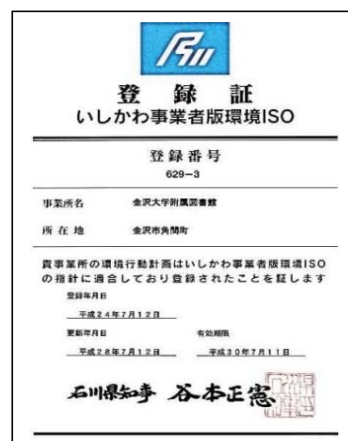 登録証
いしかわ事業者版環境ISO
登録番号
629-3
事業所名 金沢大学附属図書館
所在地 金沢市角間町
貴事業所の環境行動計画はいしかわ事業者版環境ISO
の指針に適合しており登録されたことを証します
登録年月日
平成24年7月12日
更新年月日 有効期限
平成28年7月12日 平成30年7月11日
石川県知事 谷本正憲